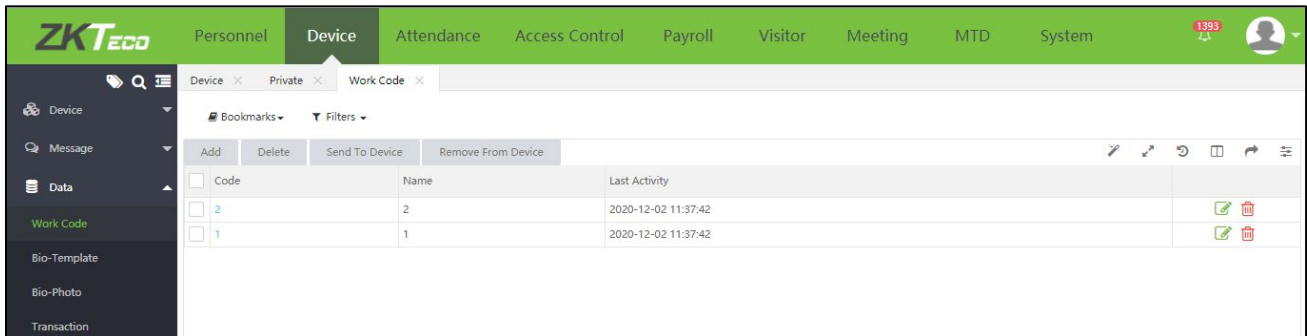 ZKTECO Personnel Device Attendance Access Control Payroll Visitor Meeting MTD System 1393
Device Private Work Code
Device
Bookmarks Filters
Message
Add Delete Send To Device Remove From Device
Data
Code Name Last Activity
2 2 2020-12-02 11:37:42
Work Code
1 1 2020-12-02 11:37:42
Bio-Template
Bio-Photo
Transaction